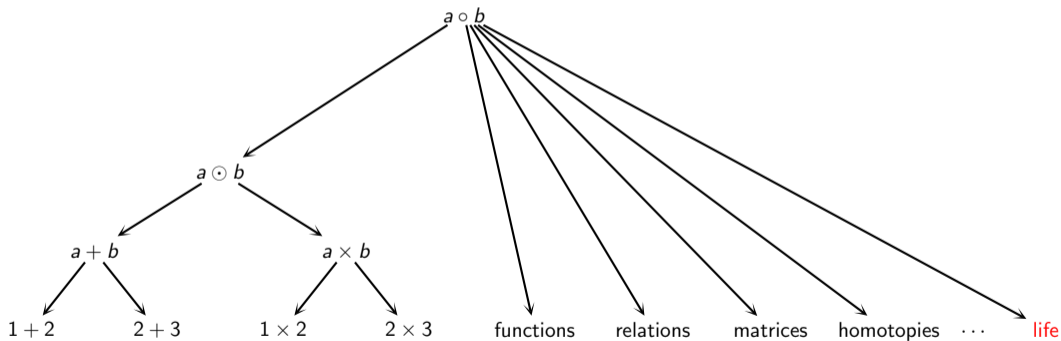 a ∘ b
a ⊙ b
a + b a × b
1 + 2 2 + 3 1 × 2 2 × 3 functions relations matrices homotopies ⋯ life